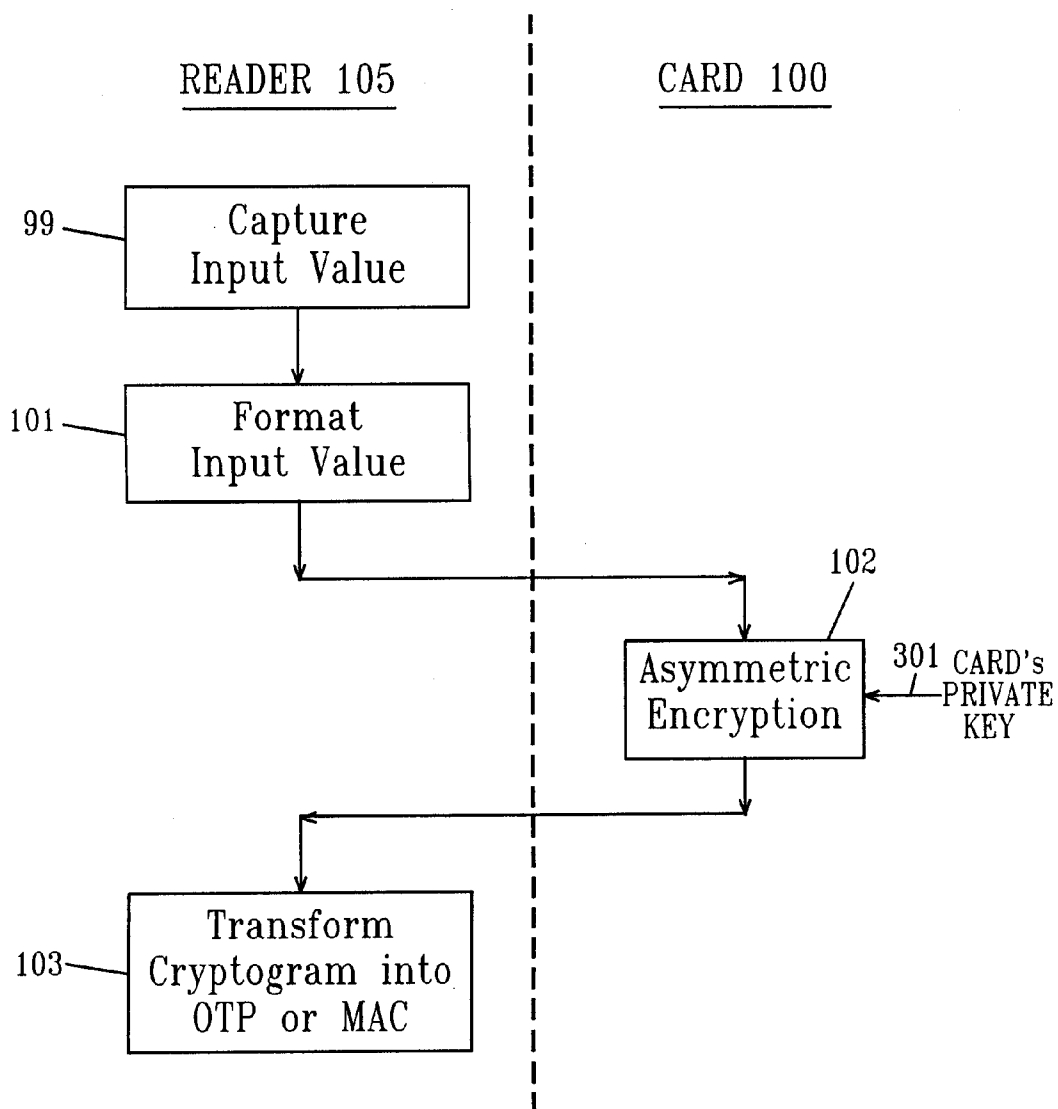 READER 105
CARD 100
99
Capture
Input Value
101
Format
Input Value
102
Asymmetric
Encryption
301
CARD's
PRIVATE
KEY
103
Transform
Cryptogram into
OTP or MAC